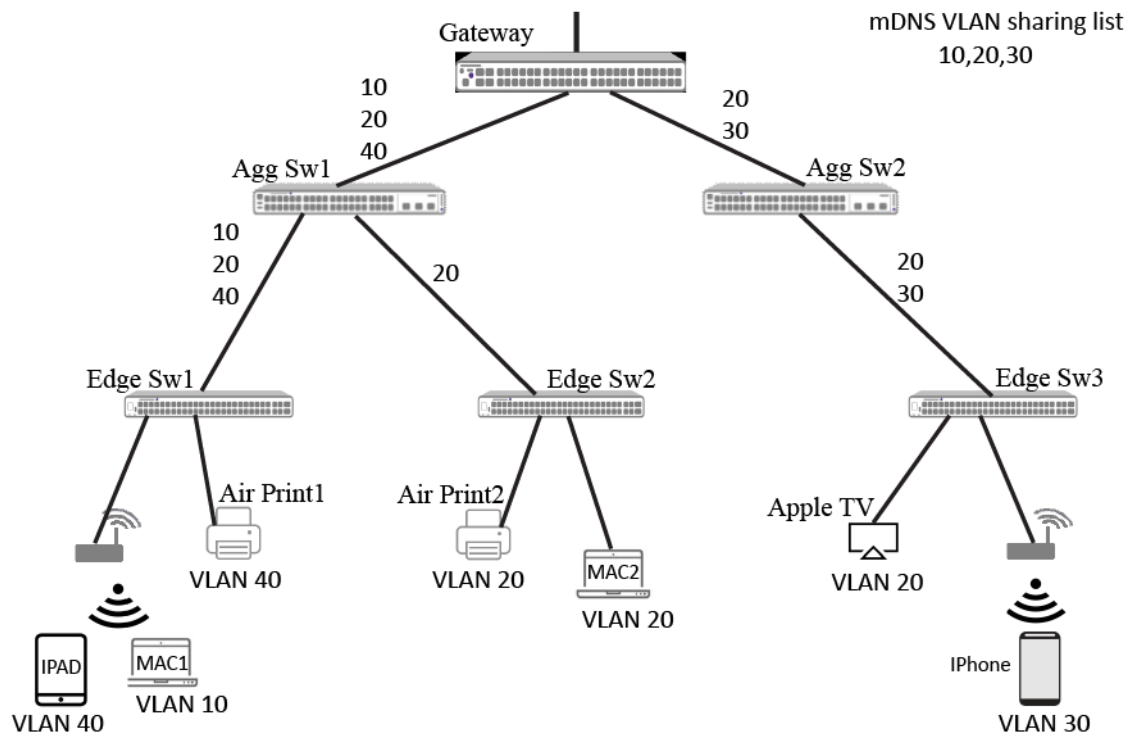 Gateway
mDNS VLAN sharing list
10,20,30
10
20
40
20
30
Agg Sw1
Agg Sw2
10
20
40
20
20
30
Edge Sw1
Edge Sw2
Edge Sw3
Air Print1
Air Print2
Apple TV
VLAN 40
VLAN 20
MAC2
VLAN 20
VLAN 20
IPAD
MAC1
IPhone
VLAN 10
VLAN 40
VLAN 30